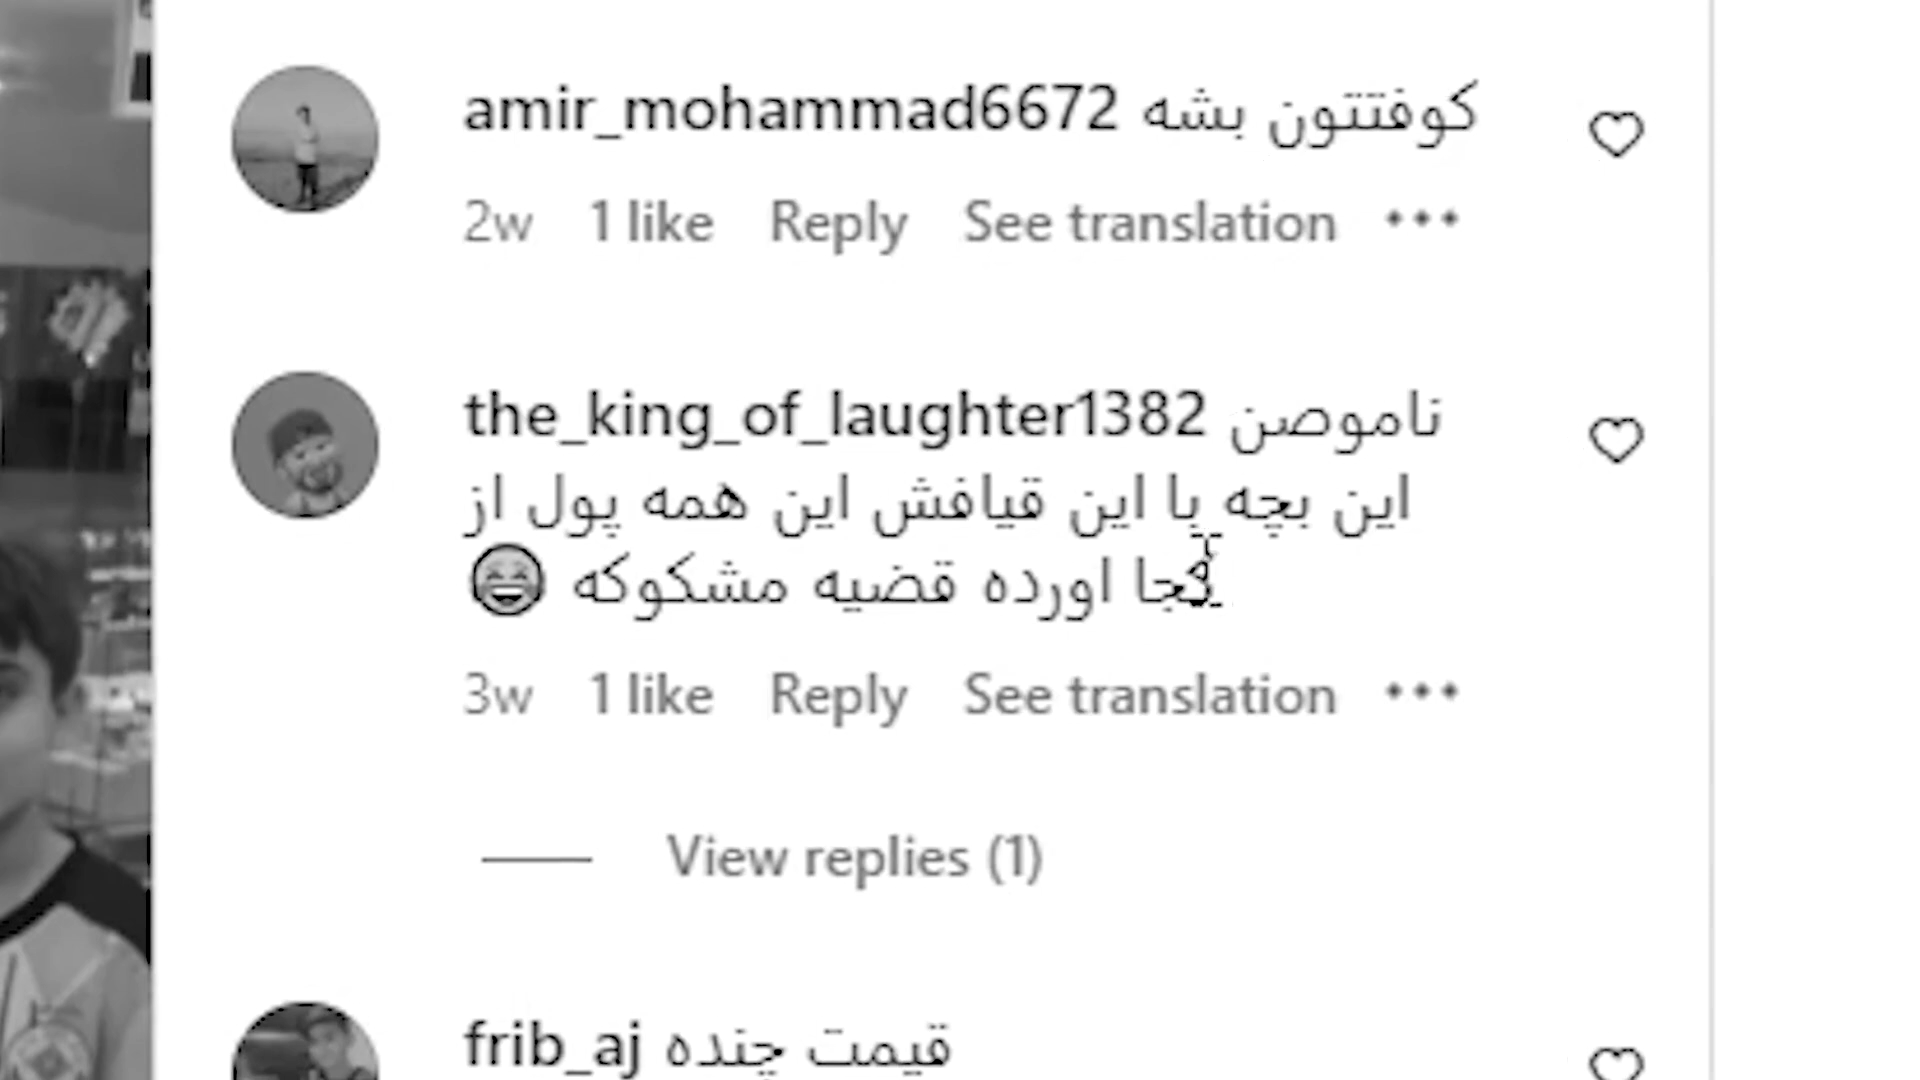 amir_mohammad6672 کوفتتون بشه
2w 1 like Reply See translation •••
the_king_of_laughter1382 ناموصن
این بچه با این قیافش این همه پول از
کجا اورده قضیه مشکوکه 😄
3w 1 like Reply See translation •••
View replies (1)
frib_aj قیمت چنده